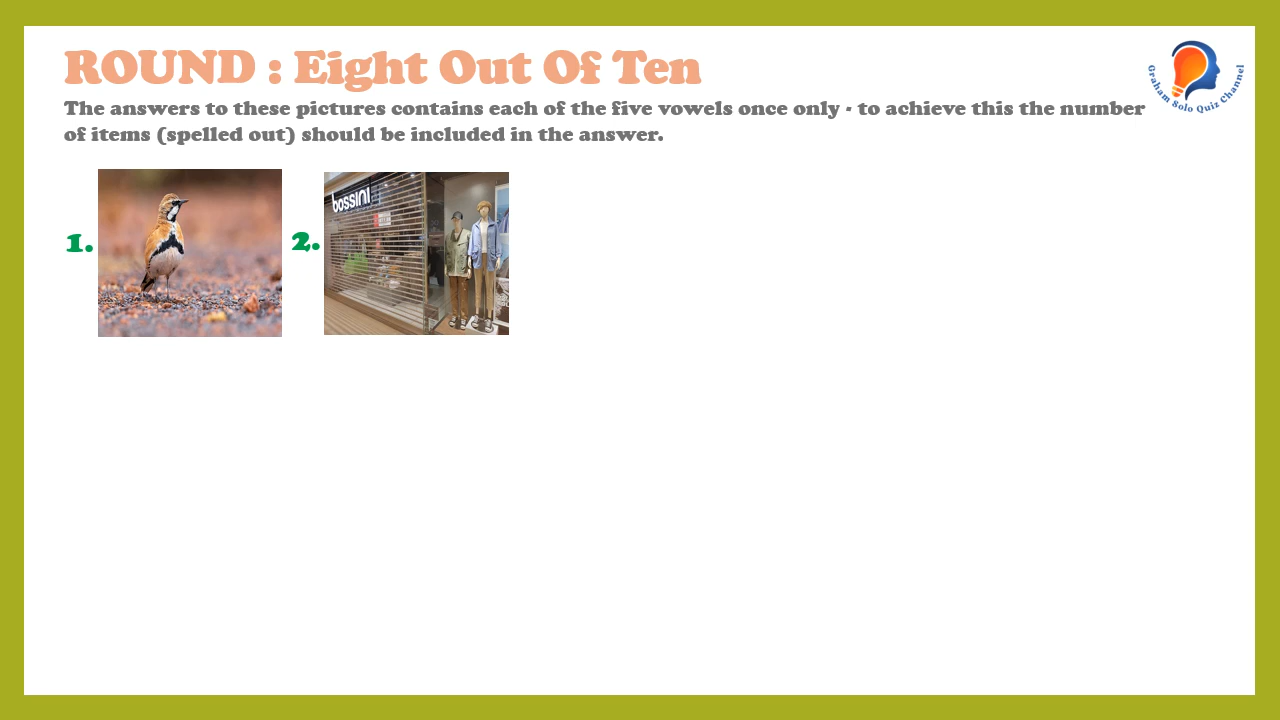 ROUND : Eight Out Of Ten
The answers to these pictures contains each of the five vowels once only - to achieve this the number
of items (spelled out) should be included in the answer.
Graham Solo Quiz Channel
1.
2.
bossini